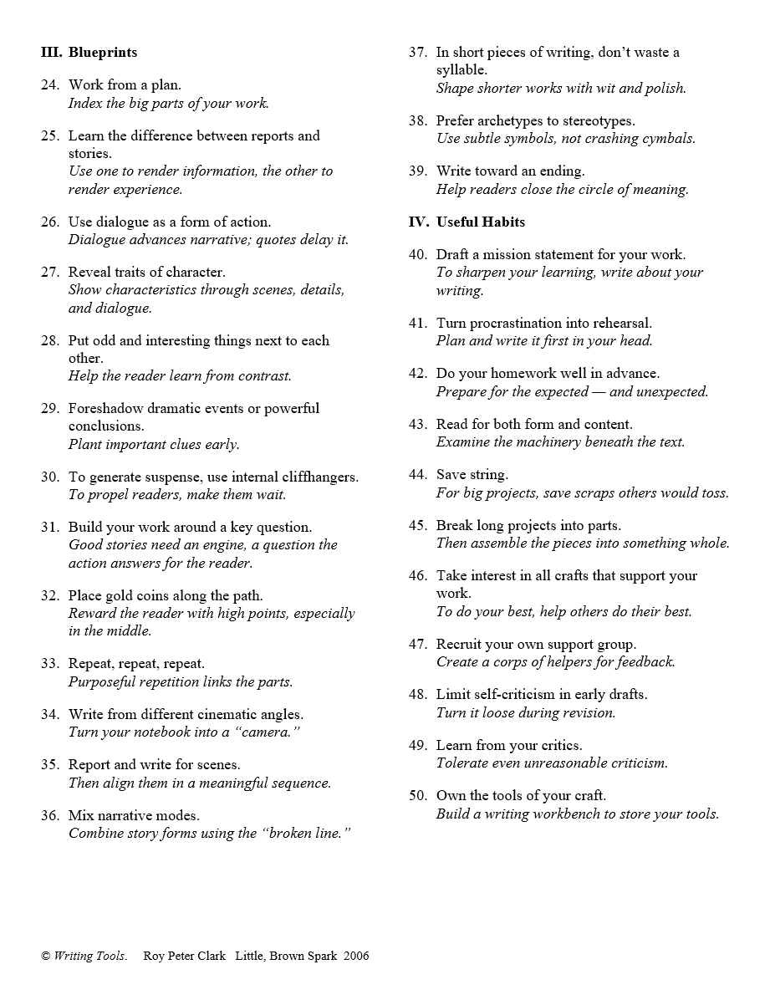 III. Blueprints
24. Work from a plan.
Index the big parts of your work.
25. Learn the difference between reports and
stories.
Use one to render information, the other to
render experience.
26. Use dialogue as a form of action.
Dialogue advances narrative; quotes delay it.
27. Reveal traits of character.
Show characteristics through scenes, details,
and dialogue.
28. Put odd and interesting things next to each
other.
Help the reader learn from contrast.
29. Foreshadow dramatic events or powerful
conclusions.
Plant important clues early.
30. To generate suspense, use internal cliffhangers.
To propel readers, make them wait.
31. Build your work around a key question.
Good stories need an engine, a question the
action answers for the reader.
32. Place gold coins along the path.
Reward the reader with high points, especially
in the middle.
33. Repeat, repeat, repeat.
Purposeful repetition links the parts.
34. Write from different cinematic angles.
Turn your notebook into a “camera.”
35. Report and write for scenes.
Then align them in a meaningful sequence.
36. Mix narrative modes.
Combine story forms using the “broken line.”
37. In short pieces of writing, don’t waste a
syllable.
Shape shorter works with wit and polish.
38. Prefer archetypes to stereotypes.
Use subtle symbols, not crashing cymbals.
39. Write toward an ending.
Help readers close the circle of meaning.
IV. Useful Habits
40. Draft a mission statement for your work.
To sharpen your learning, write about your
writing.
41. Turn procrastination into rehearsal.
Plan and write it first in your head.
42. Do your homework well in advance.
Prepare for the expected — and unexpected.
43. Read for both form and content.
Examine the machinery beneath the text.
44. Save string.
For big projects, save scraps others would toss.
45. Break long projects into parts.
Then assemble the pieces into something whole.
46. Take interest in all crafts that support your
work.
To do your best, help others do their best.
47. Recruit your own support group.
Create a corps of helpers for feedback.
48. Limit self-criticism in early drafts.
Turn it loose during revision.
49. Learn from your critics.
Tolerate even unreasonable criticism.
50. Own the tools of your craft.
Build a writing workbench to store your tools.
© Writing Tools. Roy Peter Clark Little, Brown Spark 2006